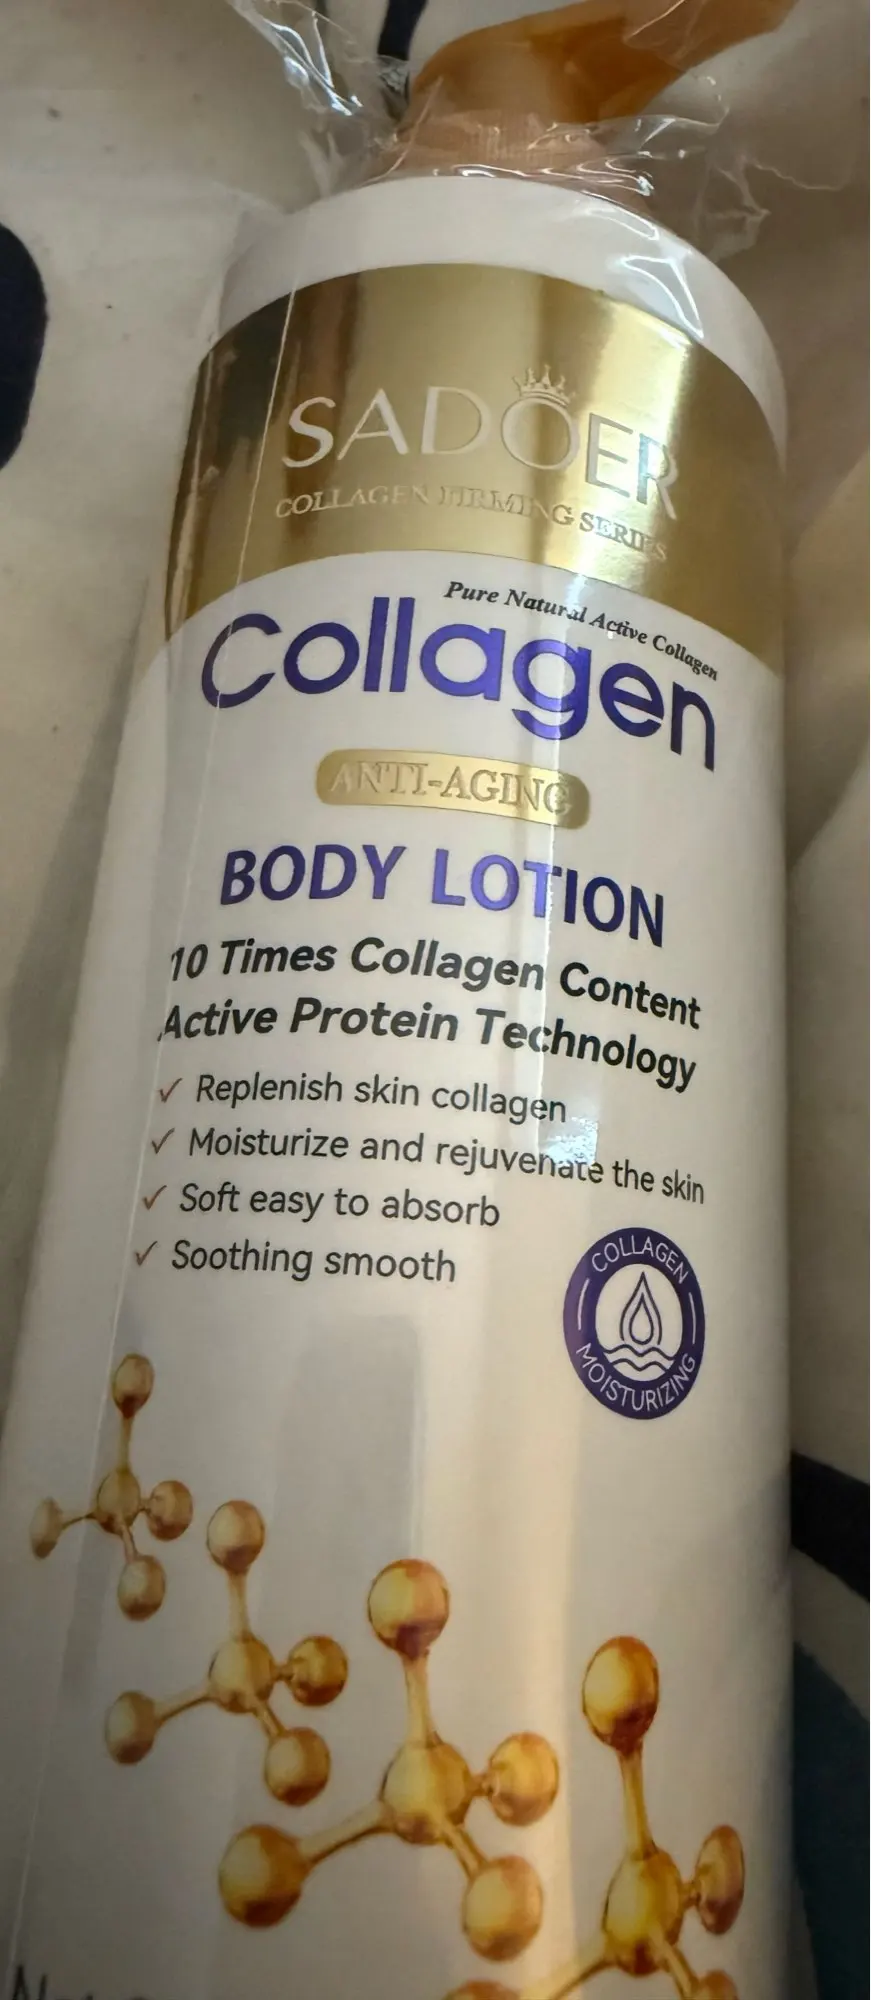 SADOER
COLLAGEN FIRMING SERIES
Pure Natural Active Collagen
Collagen
ANTI-AGING
BODY LOTION
10 Times Collagen Content
Active Protein Technology
✓ Replenish skin collagen
✓ Moisturize and rejuvenate the skin
✓ Soft easy to absorb
✓ Soothing smooth
COLLAGEN
MOISTURIZING